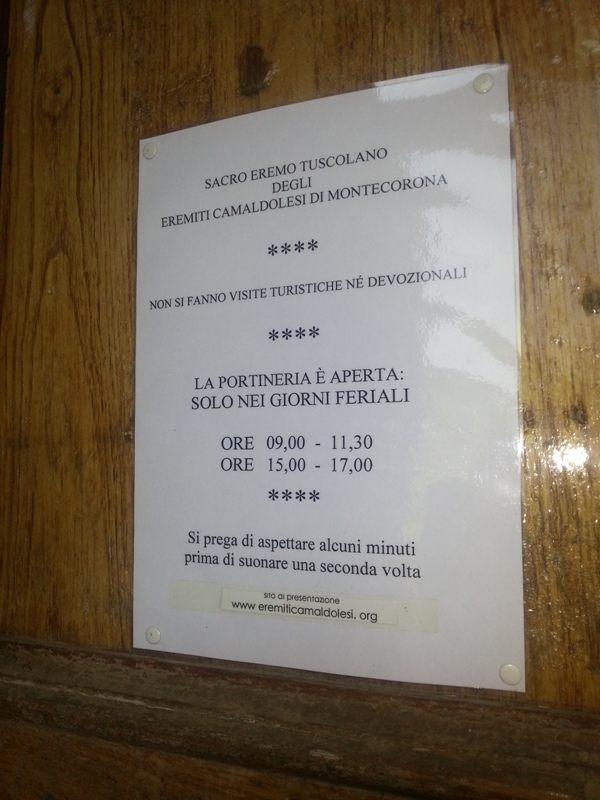 SACRO EREMO TUSCOLANO
DEGLI
EREMITI CAMALDOLESI DI MONTECORONA
****
NON SI FANNO VISITE TURISTICHE NÉ DEVOZIONALI
****
LA PORTINERIA È APERTA:
SOLO NEI GIORNI FERIALI
ORE 09,00 - 11,30
ORE 15,00 - 17,00
****
Si prega di aspettare alcuni minuti
prima di suonare una seconda volta
sito di presentazione
www.eremiticamaldolesi. org